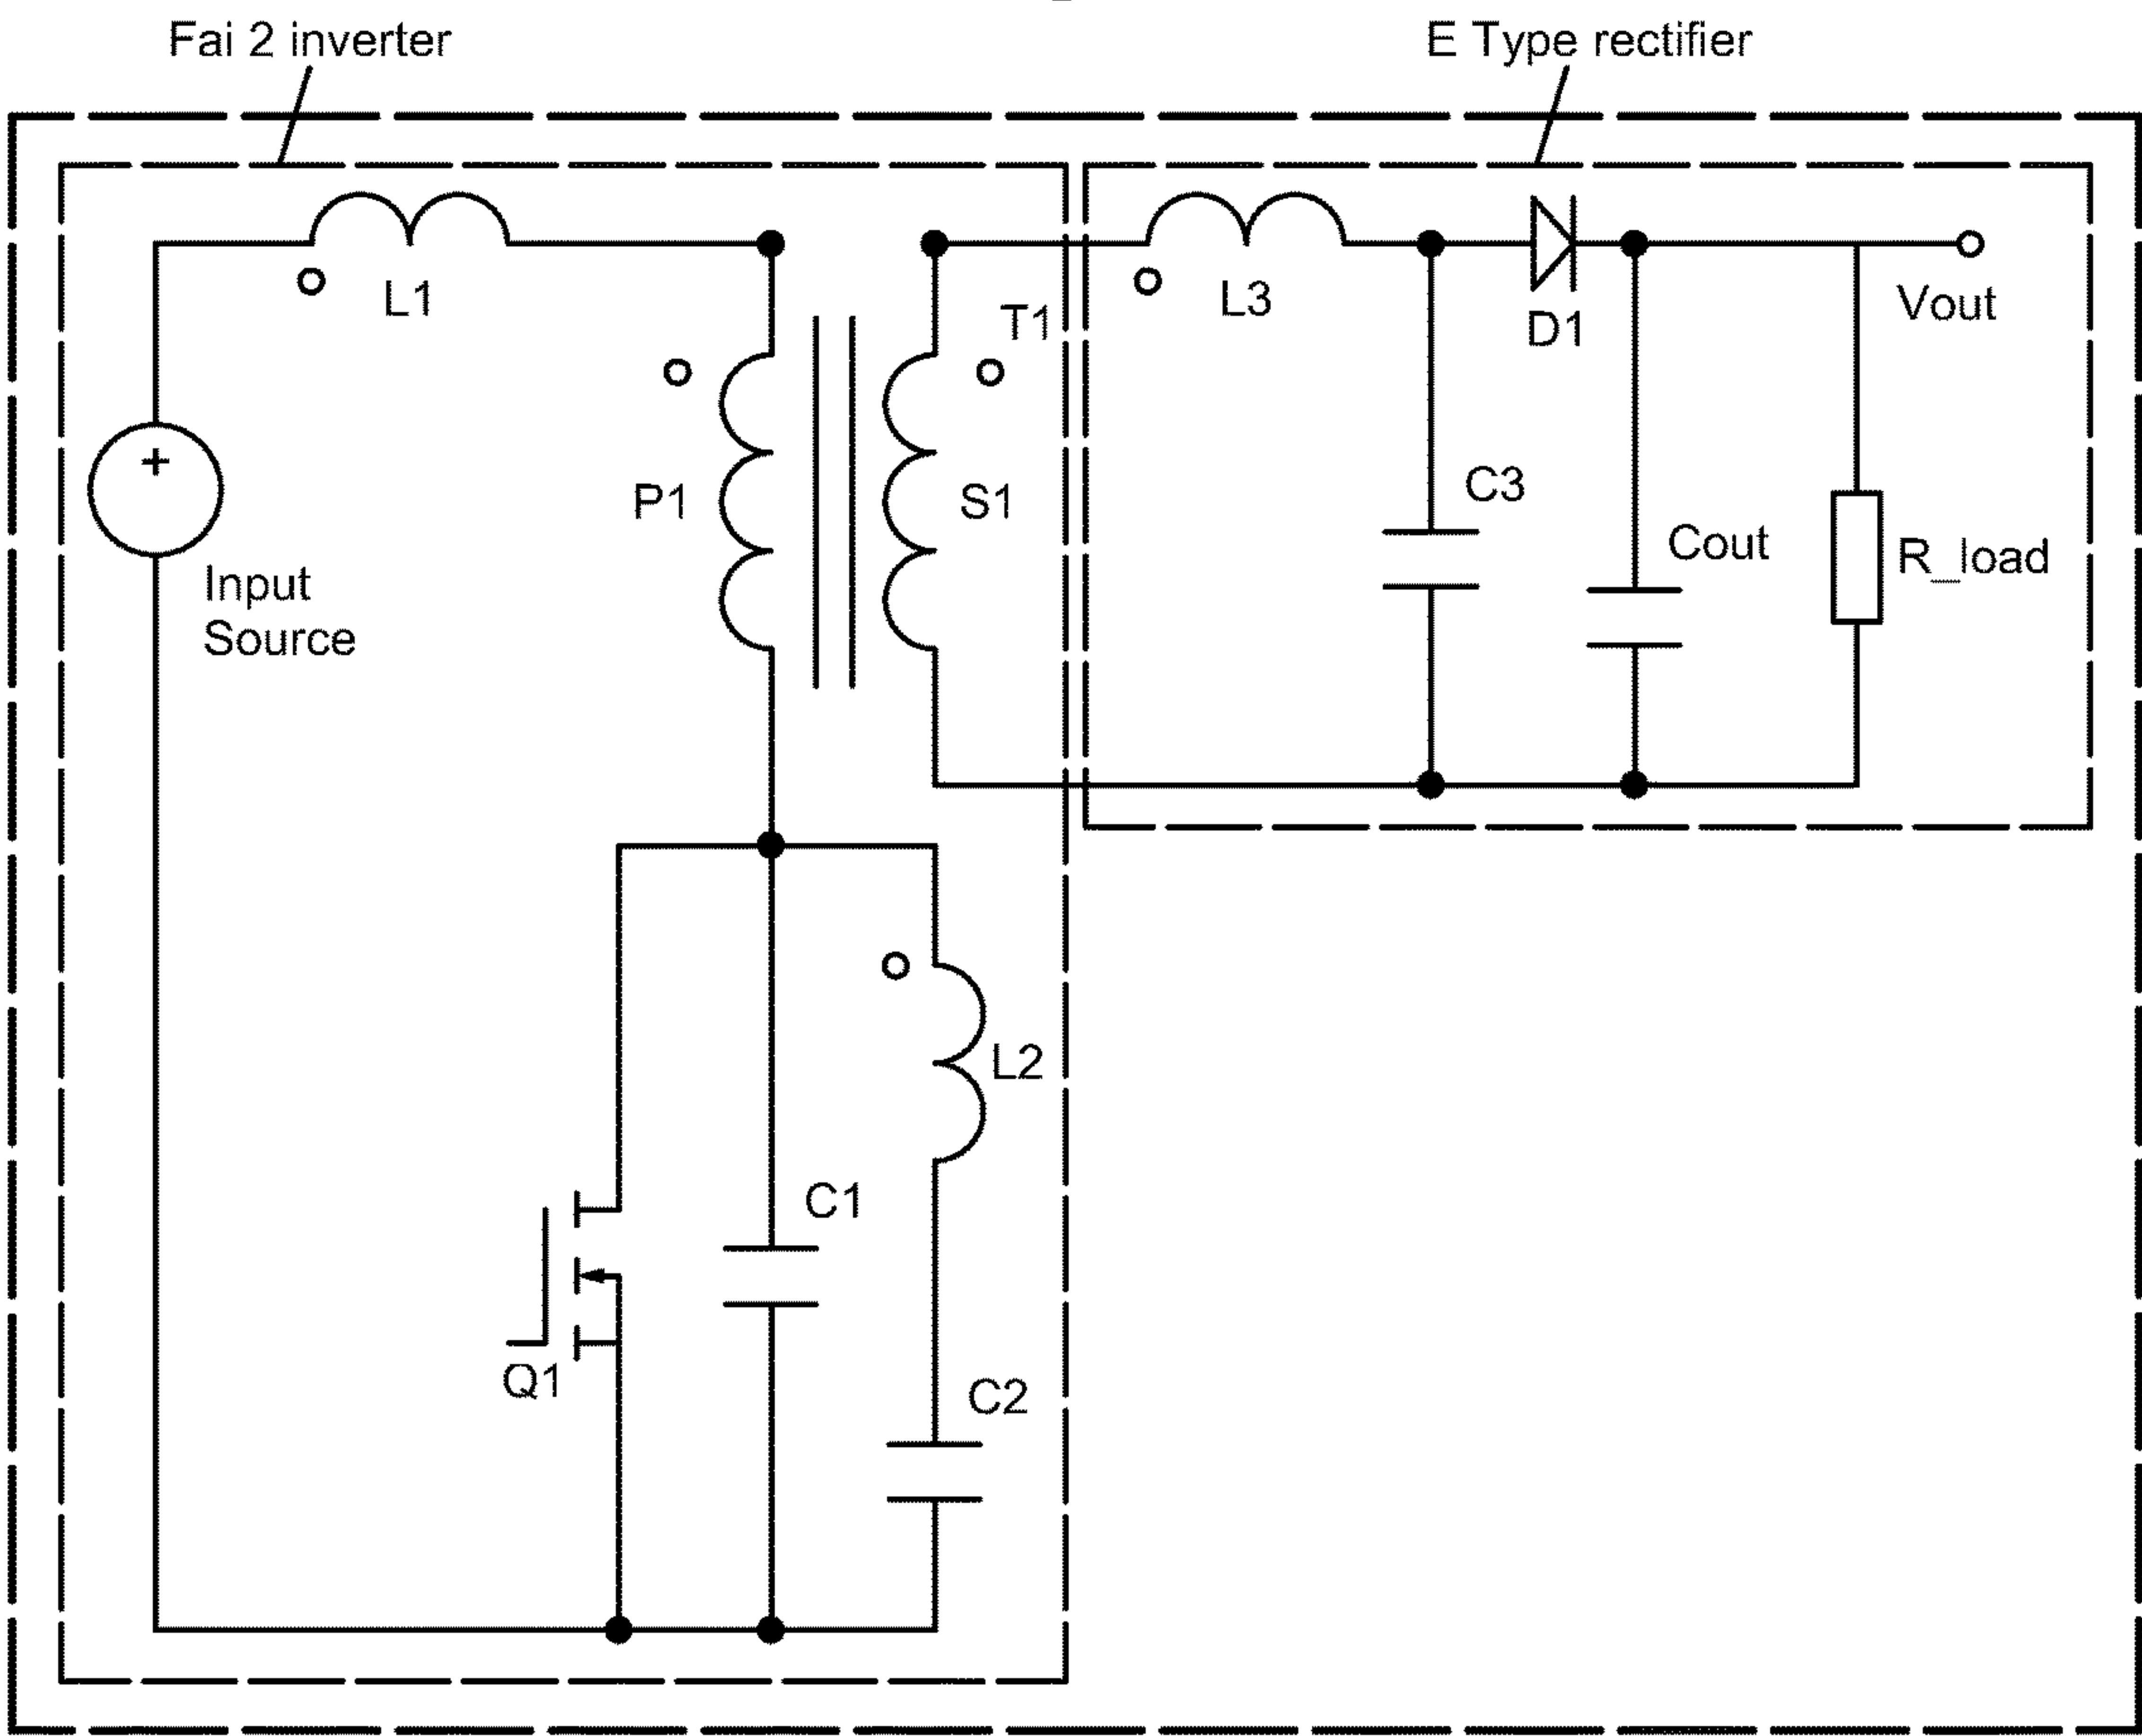 Fai 2 inverter
E Type rectifier
L1
T1
L3
D1
Vout
+
P1
S1
C3
Cout
R_load
Input
Source
L2
C1
Q1
C2